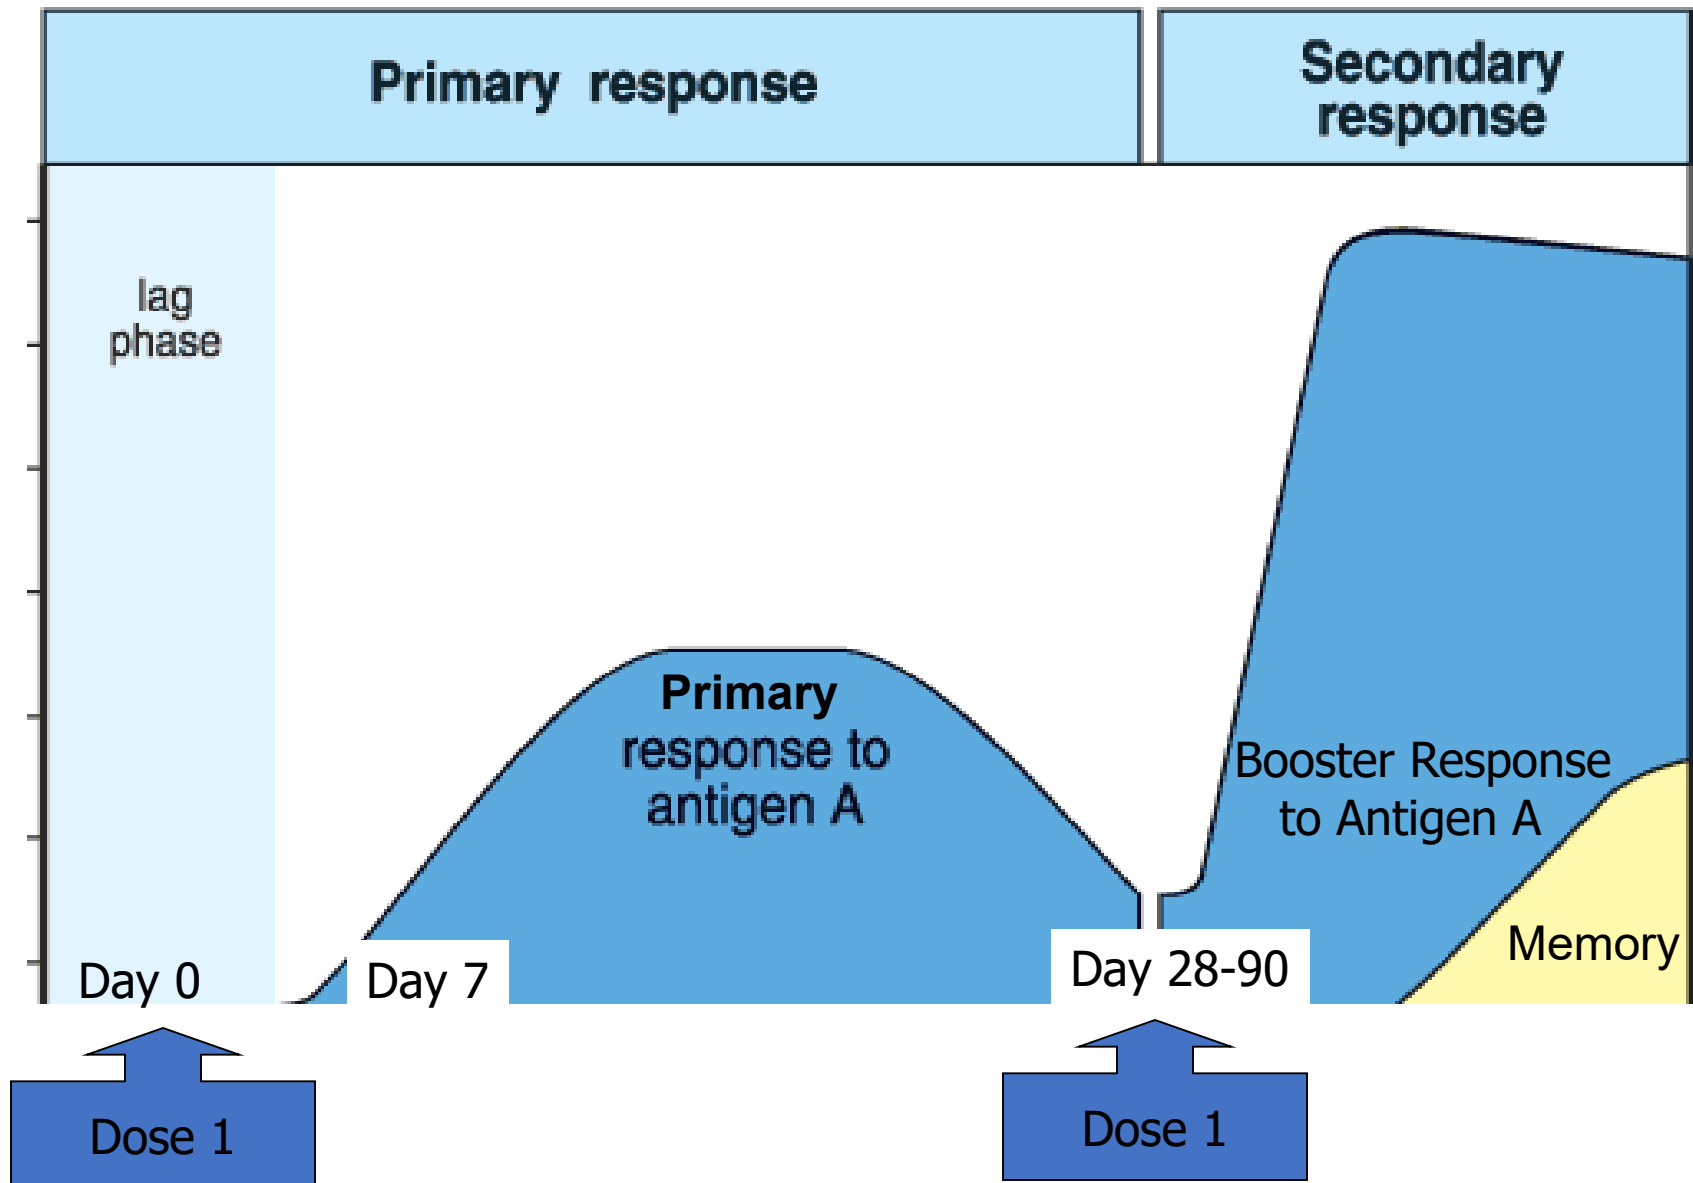 Primary response
Secondary
response
lag
phase
Primary
response to
antigen A
Booster Response
to Antigen A
Memory
Day 0
Day 7
Day 28-90
Dose 1
Dose 1